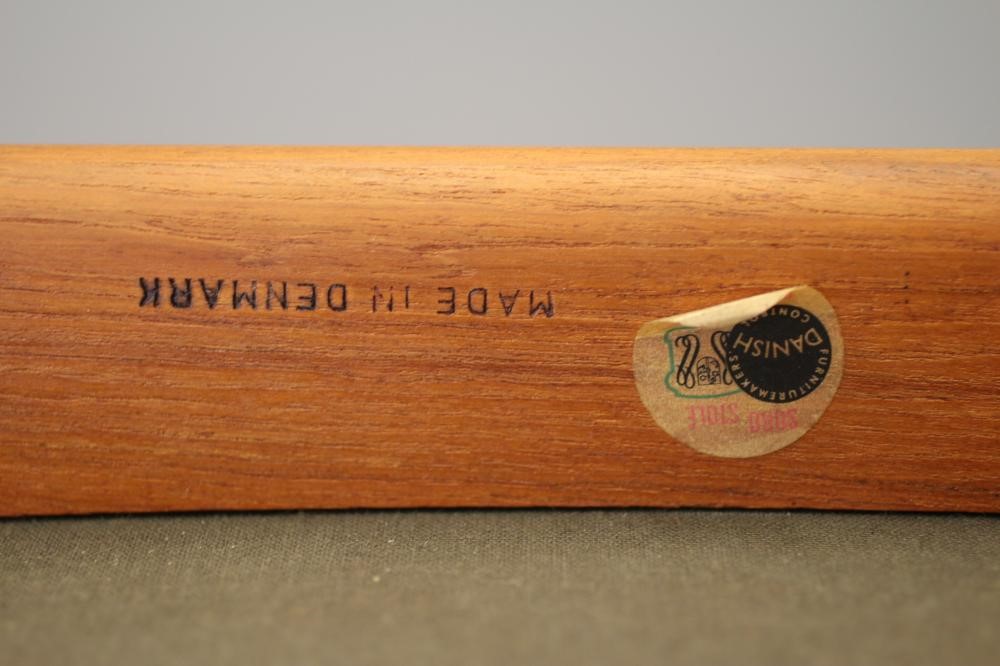 MADE IN DENMARK
SORØ STOLE
DANISH
FURNITUREMAKERS'
CONTROL